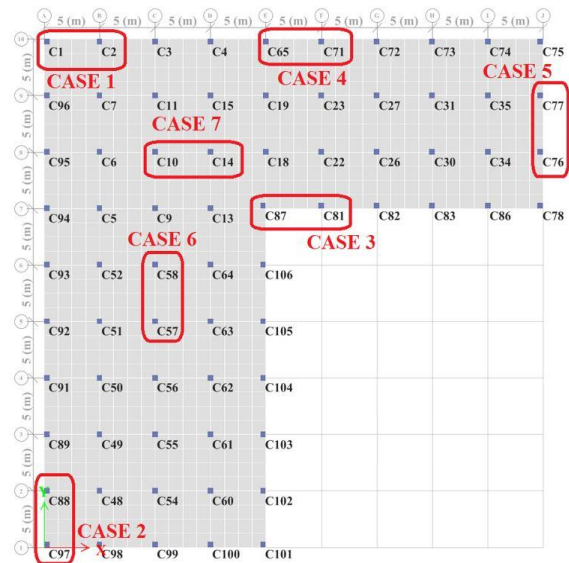 A B C D E F G H I J
5 (m) 5 (m) 5 (m) 5 (m) 5 (m) 5 (m) 5 (m) 5 (m) 5 (m)
10 C1 C2 C3 C4 C65 C71 C72 C73 C74 C75
5 (m) CASE 1 CASE 4 CASE 5
9 C96 C7 C11 C15 C19 C23 C27 C31 C35 C77
5 (m) CASE 7
8 C95 C6 C10 C14 C18 C22 C26 C30 C34 C76
5 (m)
7 C94 C5 C9 C13 C87 C81 C82 C83 C86 C78
5 (m) CASE 6 CASE 3
6 C93 C52 C58 C64 C106
5 (m)
5 C92 C51 C57 C63 C105
5 (m)
4 C91 C50 C56 C62 C104
5 (m)
3 C89 C49 C55 C61 C103
5 (m)
2 Y C88 C48 C54 C60 C102
5 (m) CASE 2
1 X C97 C98 C99 C100 C101